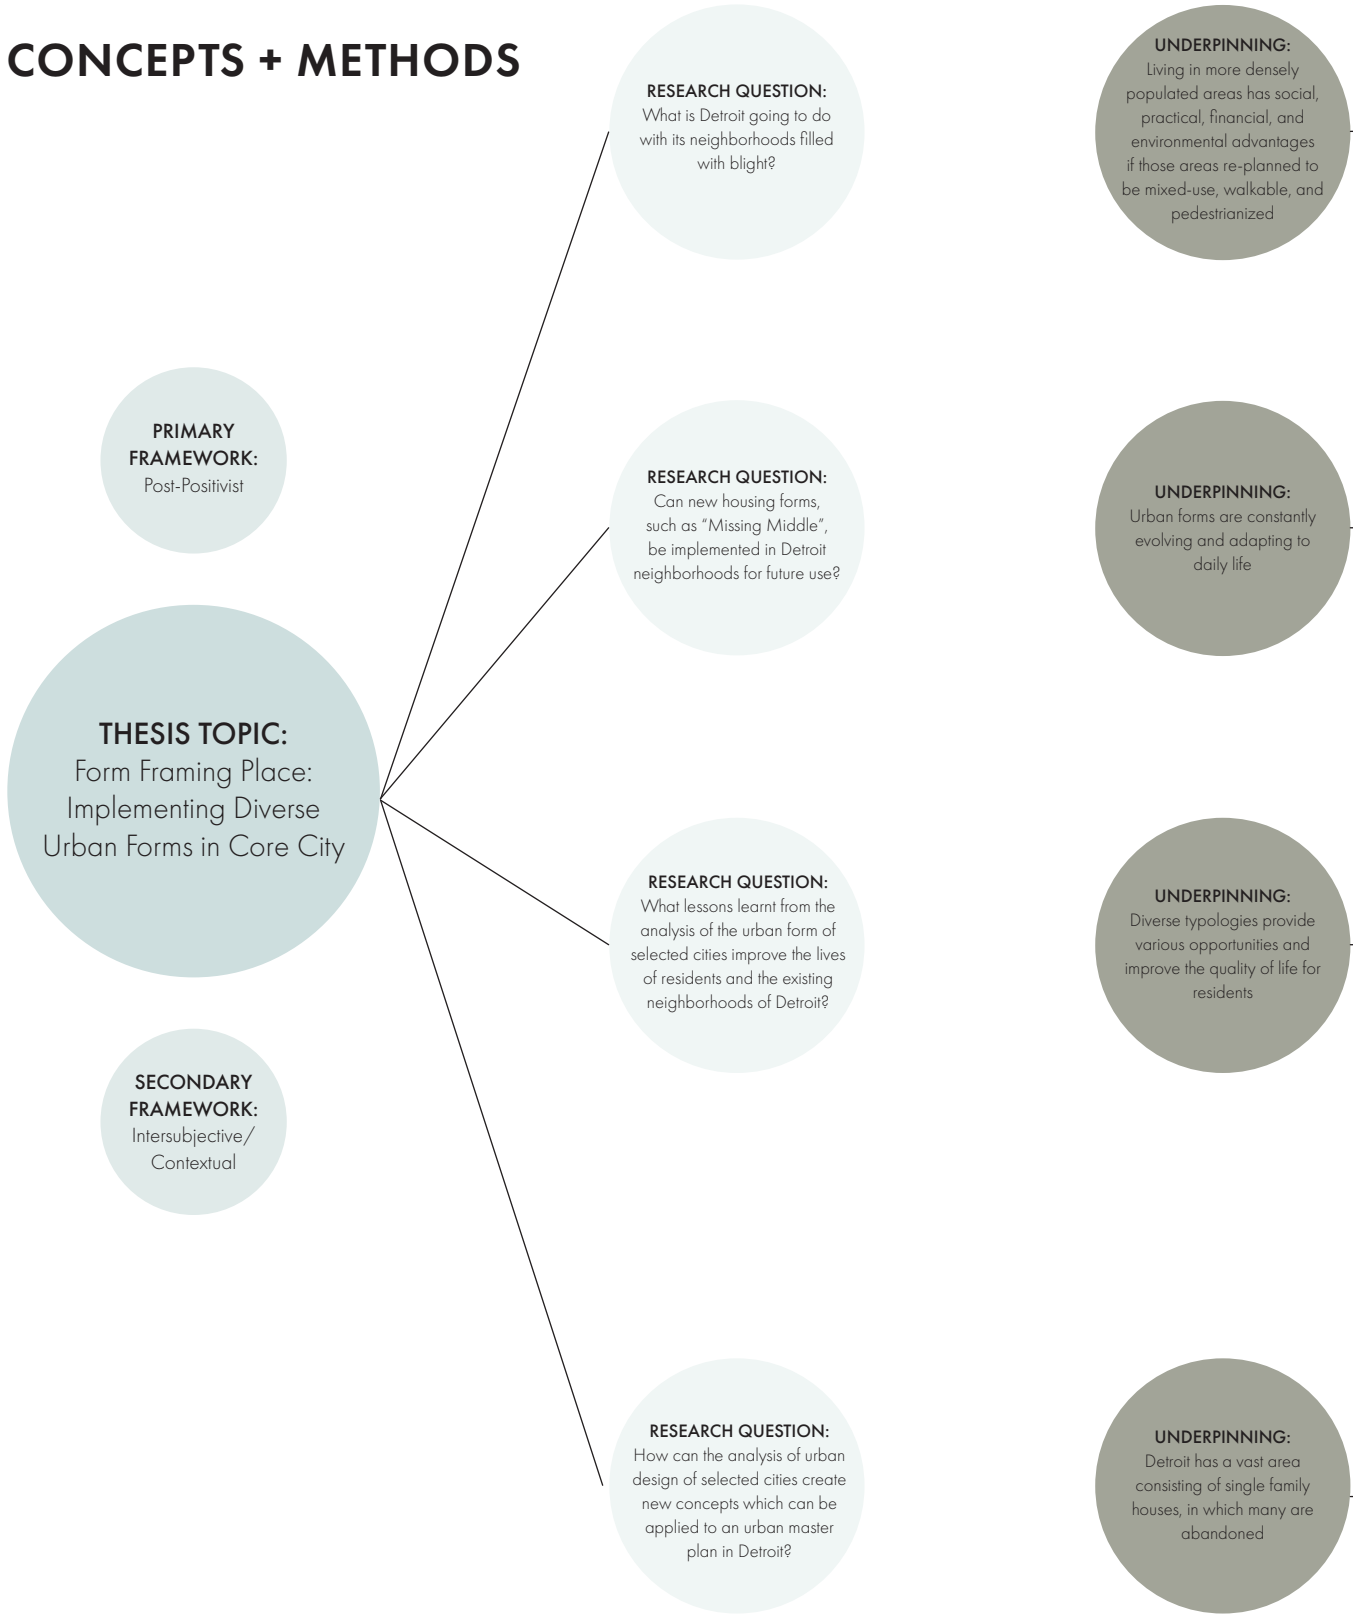 CONCEPTS + METHODS
PRIMARY
FRAMEWORK:
Post-Positivist
THESIS TOPIC:
Form Framing Place:
Implementing Diverse
Urban Forms in Core City
SECONDARY
FRAMEWORK:
Intersubjective/
Contextual
RESEARCH QUESTION:
What is Detroit going to do
with its neighborhoods filled
with blight?
RESEARCH QUESTION:
Can new housing forms,
such as “Missing Middle”,
be implemented in Detroit
neighborhoods for future use?
RESEARCH QUESTION:
What lessons learnt from the
analysis of the urban form of
selected cities improve the lives
of residents and the existing
neighborhoods of Detroit?
RESEARCH QUESTION:
How can the analysis of urban
design of selected cities create
new concepts which can be
applied to an urban master
plan in Detroit?
UNDERPINNING:
Living in more densely
populated areas has social,
practical, financial, and
environmental advantages
if those areas re-planned to
be mixed-use, walkable, and
pedestrianized
UNDERPINNING:
Urban forms are constantly
evolving and adapting to
daily life
UNDERPINNING:
Diverse typologies provide
various opportunities and
improve the quality of life for
residents
UNDERPINNING:
Detroit has a vast area
consisting of single family
houses, in which many are
abandoned